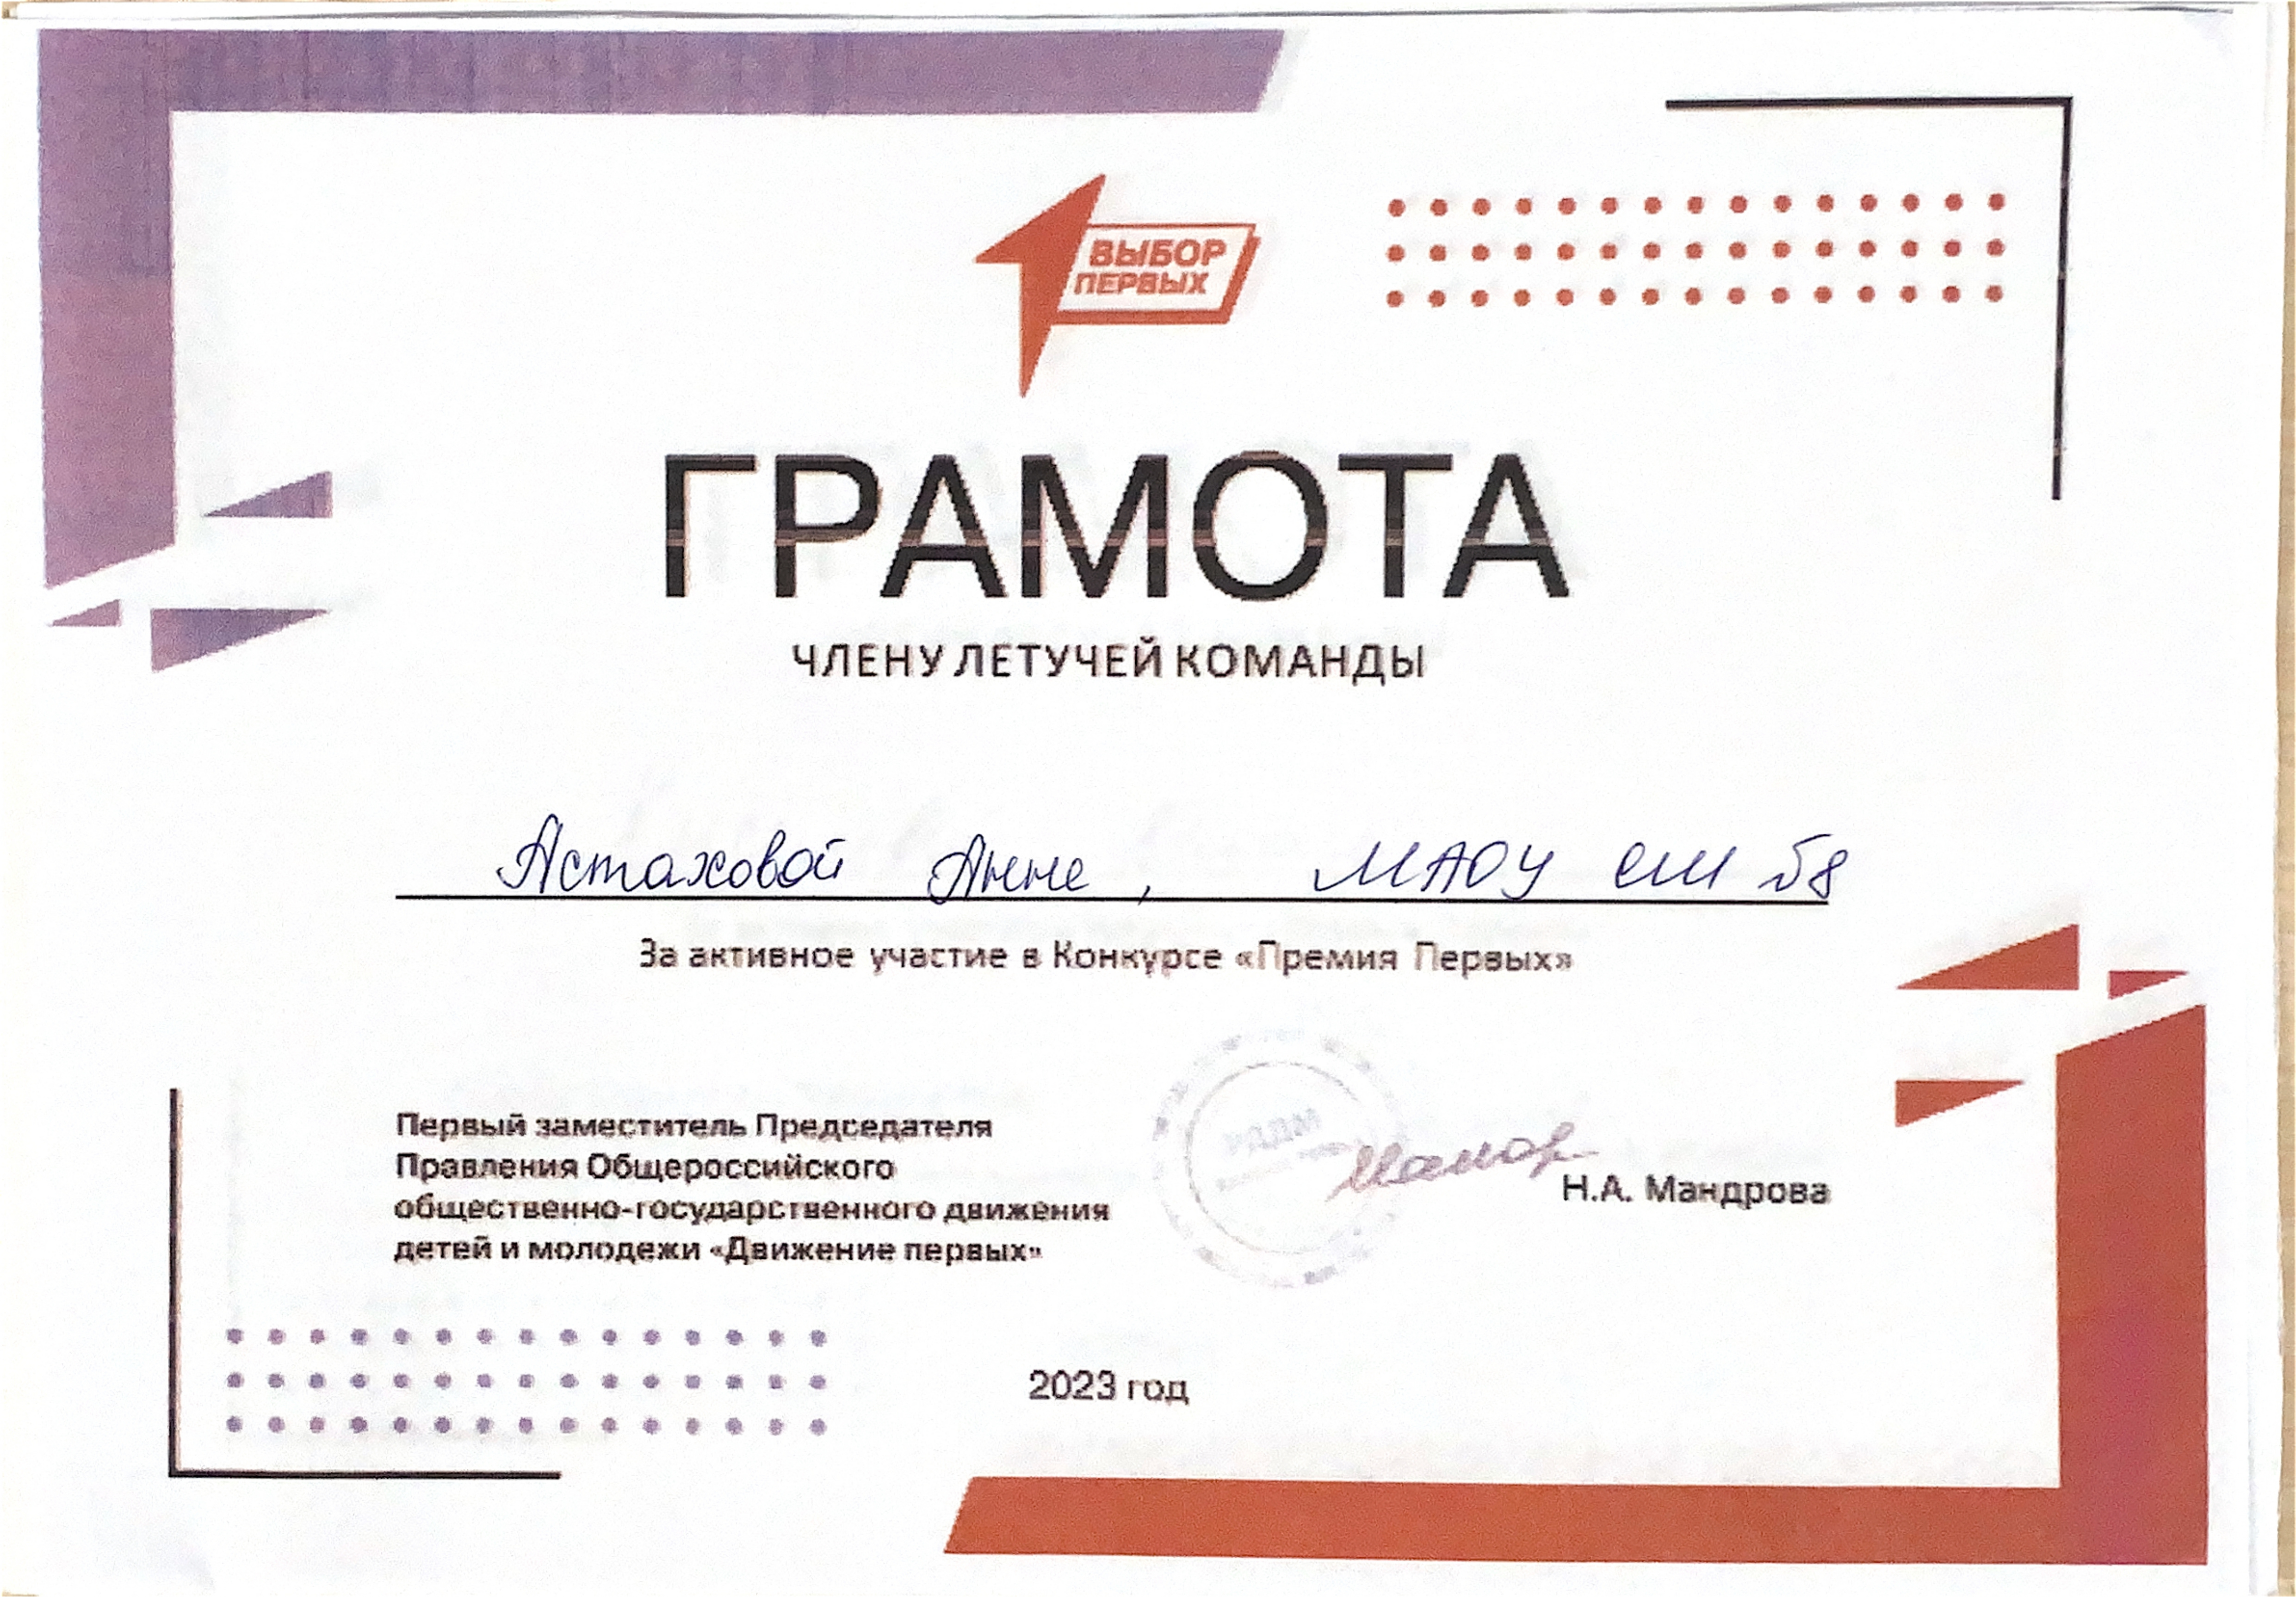 ВЫБОР
ПЕРВЫХ
ГРАМОТА
ЧЛЕНУ ЛЕТУЧЕЙ КОМАНДЫ
Астаховой Анне, МАОУ СШ 58
За активное участие в Конкурсе «Премия Первых»
Первый заместитель Председателя
Правления Общероссийского
общественно-государственного движения
детей и молодежи «Движение первых»
РДДМ
Н.А. Мандрова
2023 год